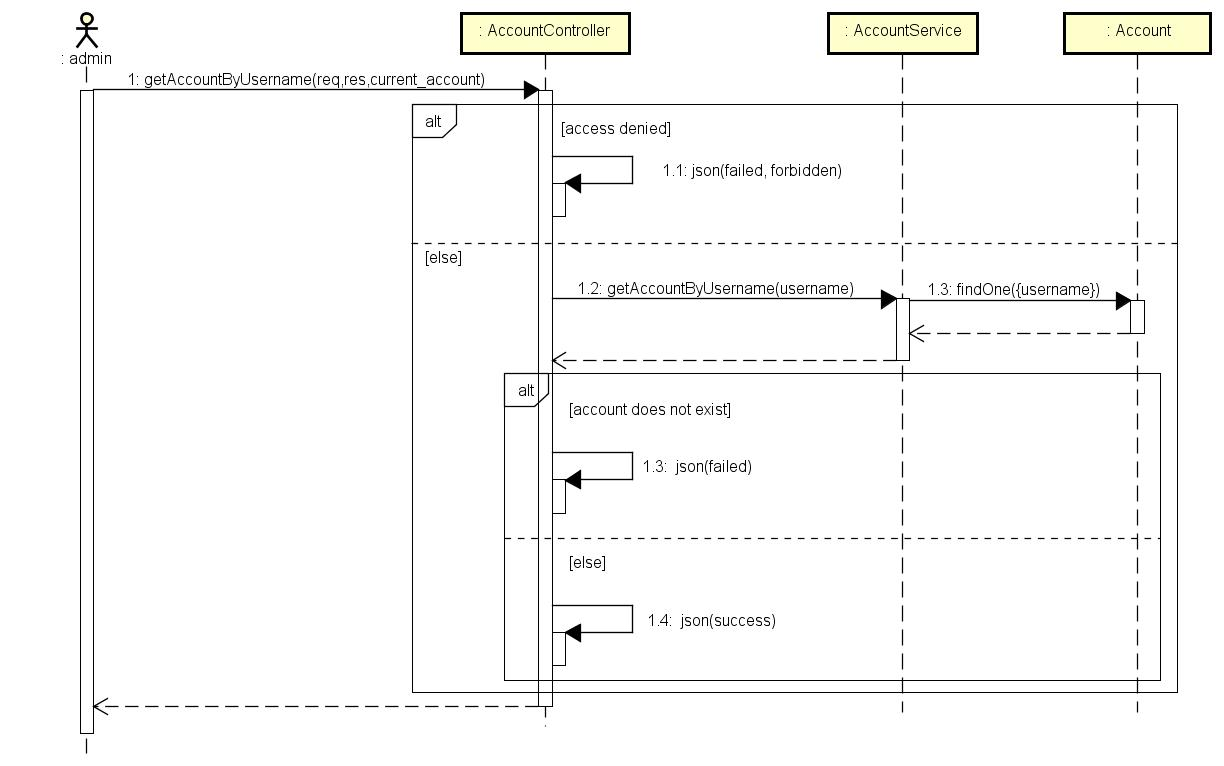 : admin
: AccountController
: AccountService
: Account
1: getAccountByUsername(req,res,current_account)
alt
[access denied]
1.1: json(failed, forbidden)
[else]
1.2: getAccountByUsername(username)
1.3: findOne({username})
alt
[account does not exist]
1.3: json(failed)
[else]
1.4: json(success)